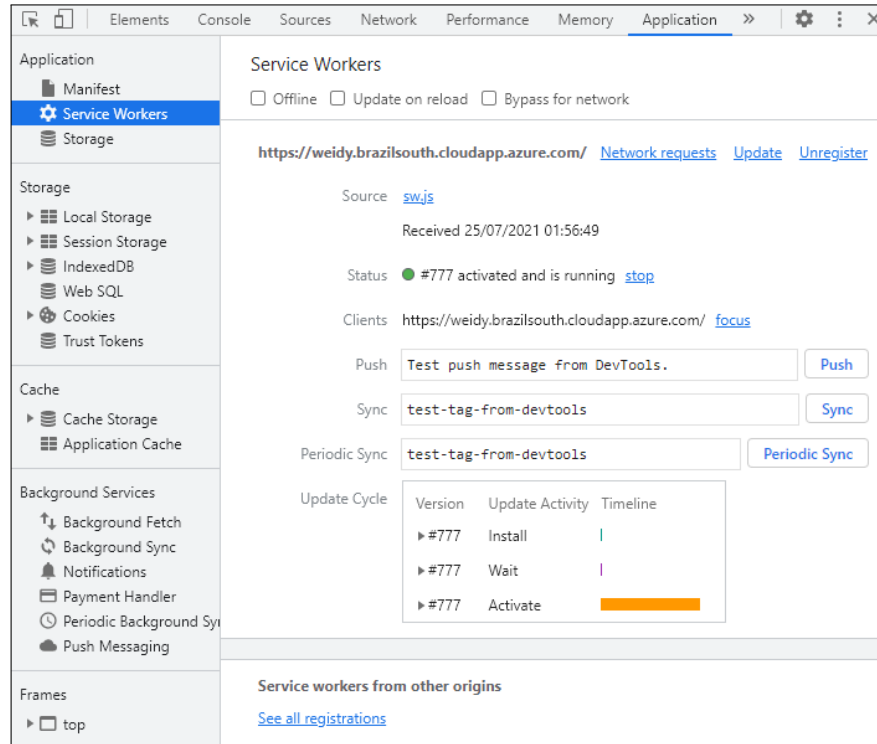 Elements Console Sources Network Performance Memory Application »
Application
Manifest
Service Workers
Storage
Storage
Local Storage
Session Storage
IndexedDB
Web SQL
Cookies
Trust Tokens
Cache
Cache Storage
Application Cache
Background Services
Background Fetch
Background Sync
Notifications
Payment Handler
Periodic Background Syn
Push Messaging
Frames
top
Service Workers
Offline Update on reload Bypass for network
https://weidy.brazilsouth.cloudapp.azure.com/ Network requests Update Unregister
Source sw.js
Received 25/07/2021 01:56:49
Status #777 activated and is running stop
Clients https://weidy.brazilsouth.cloudapp.azure.com/ focus
Push Test push message from DevTools. Push
Sync test-tag-from-devtools Sync
Periodic Sync test-tag-from-devtools Periodic Sync
Update Cycle
Version Update Activity Timeline
#777 Install
#777 Wait
#777 Activate
Service workers from other origins
See all registrations